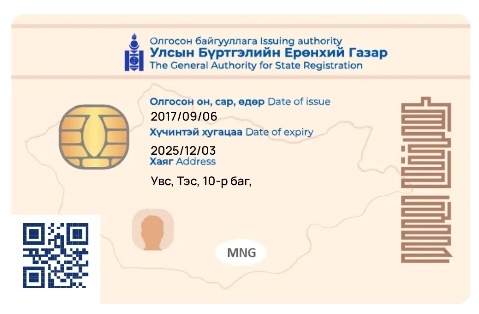 Олгосон байгууллага Issuing authority
Улсын Бүртгэлийн Ерөнхий Газар
The General Authority for State Registration
Олгосон он, сар, өдөр Date of issue
2017/09/06
Хүчинтэй хугацаа Date of expiry
2025/12/03
Хаяг Address
Увс, Тэс, 10-р баг,
MNG